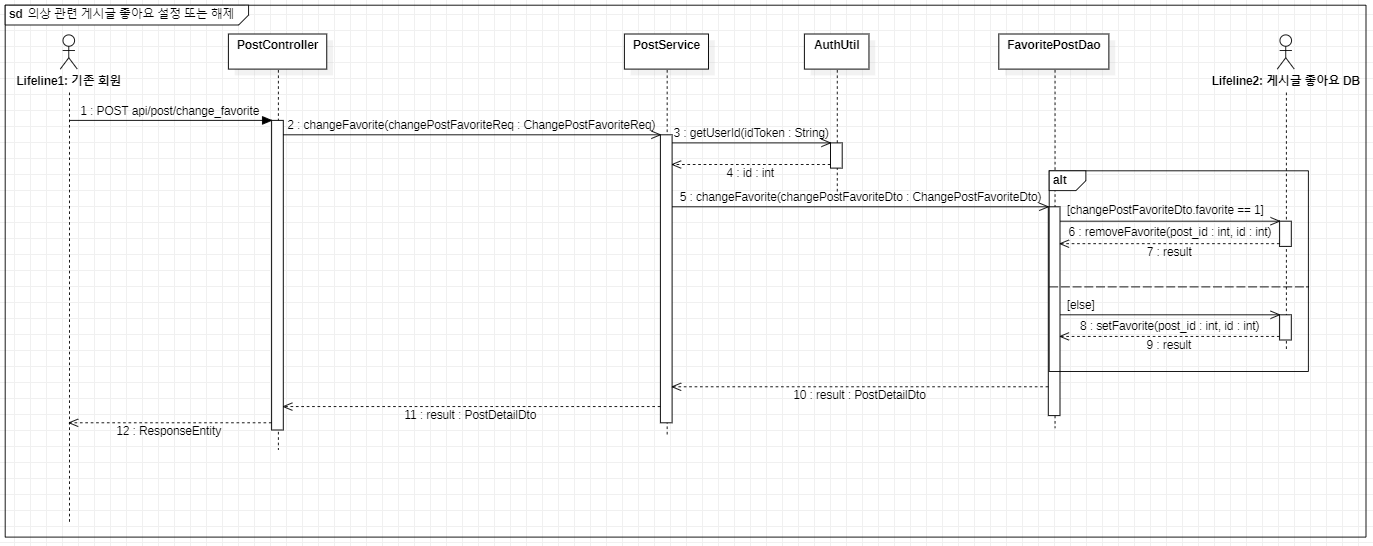 sd 의상 관련 게시글 좋아요 설정 또는 해제
PostController
PostService
AuthUtil
FavoritePostDao
Lifeline1: 기존 회원
Lifeline2: 게시글 좋아요 DB
1 : POST api/post/change_favorite
2 : changeFavorite(changePostFavoriteReq : ChangePostFavoriteReq)
3 : getUserId(idToken : String)
4 : id : int
alt
5 : changeFavorite(changePostFavoriteDto : ChangePostFavoriteDto)
[changePostFavoriteDto.favorite == 1]
6 : removeFavorite(post_id : int, id : int)
7 : result
[else]
8 : setFavorite(post_id : int, id : int)
9 : result
10 : result : PostDetailDto
11 : result : PostDetailDto
12 : ResponseEntity